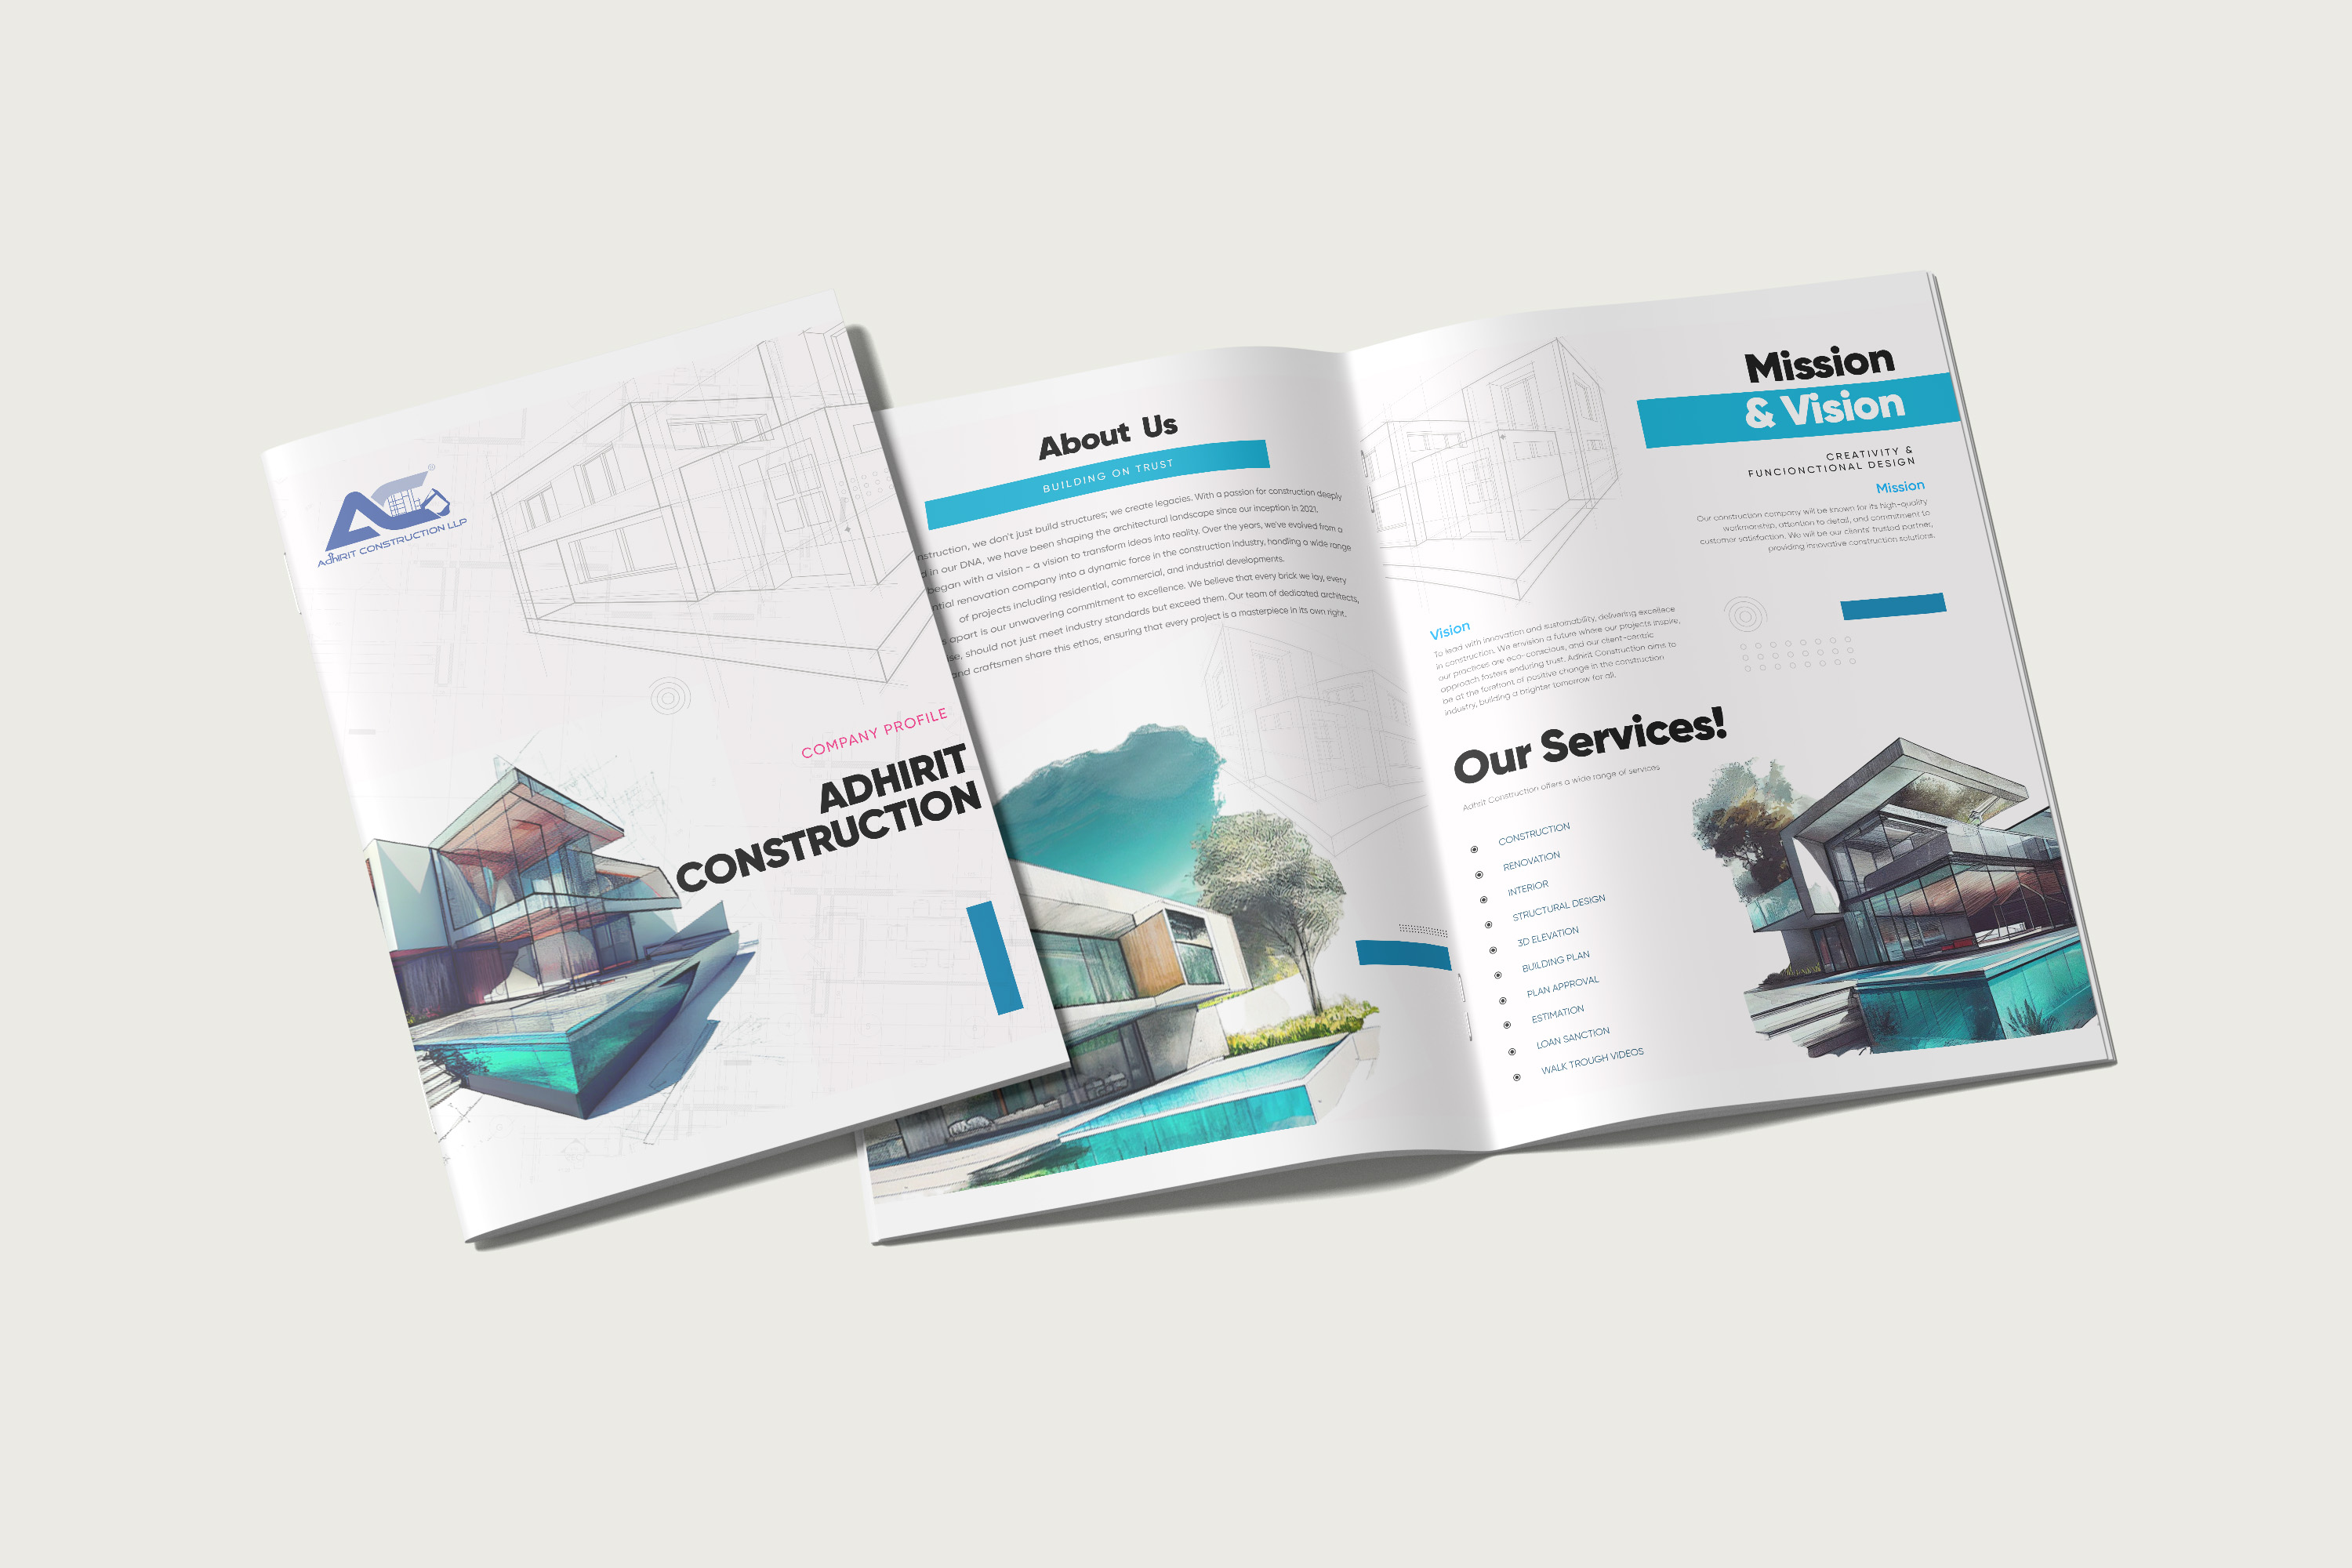 ADHIRIT CONSTRUCTION LLP
COMPANY PROFILE
ADHIRIT
CONSTRUCTION
About Us
BUILDING ON TRUST
we don't just build structures; we create legacies. With a passion for construction deeply
in our DNA, we have been shaping the architectural landscape since our inception in 2021,
began with a vision - a vision to transform ideas into reality. Over the years, we've evolved from a
renovation company into a dynamic force in the construction industry, handling a wide range
of projects including residential, commercial, and industrial developments.
apart is our unwavering commitment to excellence. We believe that every brick we lay, every
should not just meet industry standards but exceed them. Our team of dedicated architects,
and craftsmen share this ethos, ensuring that every project is a masterpiece in its own right.
Mission
& Vision
CREATIVITY &
FUNCIONCTIONAL DESIGN
Mission
Our construction company will be known for its high-quality
workmanship, attention to detail, and commitment to
customer satisfaction. We will be our clients' trusted partner,
providing innovative construction solutions.
Vision
To lead with innovation and sustainability, delivering excellece
in construction. We envision a future where our projects inspire,
our practices are eco-conscious, and our client-centric
approach fosters enduring trust. Adhirit Construction aims to
be at the forefront of positive change in the construction
industry, building a brighter tomorrow for all.
Our Services!
Adhrit Construction offers a wide range of services
CONSTRUCTION
RENOVATION
INTERIOR
STRUCTURAL DESIGN
3D ELEVATION
BUILDING PLAN
PLAN APPROVAL
ESTIMATION
LOAN SANCTION
WALK TROUGH VIDEOS